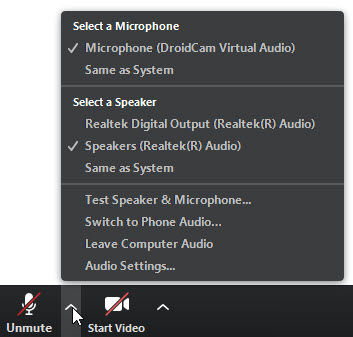 Select a Microphone
Microphone (DroidCam Virtual Audio)
Same as System
Select a Speaker
Realtek Digital Output (Realtek(R) Audio)
Speakers (Realtek(R) Audio)
Same as System
Test Speaker & Microphone...
Switch to Phone Audio...
Leave Computer Audio
Audio Settings...
Unmute
Start Video